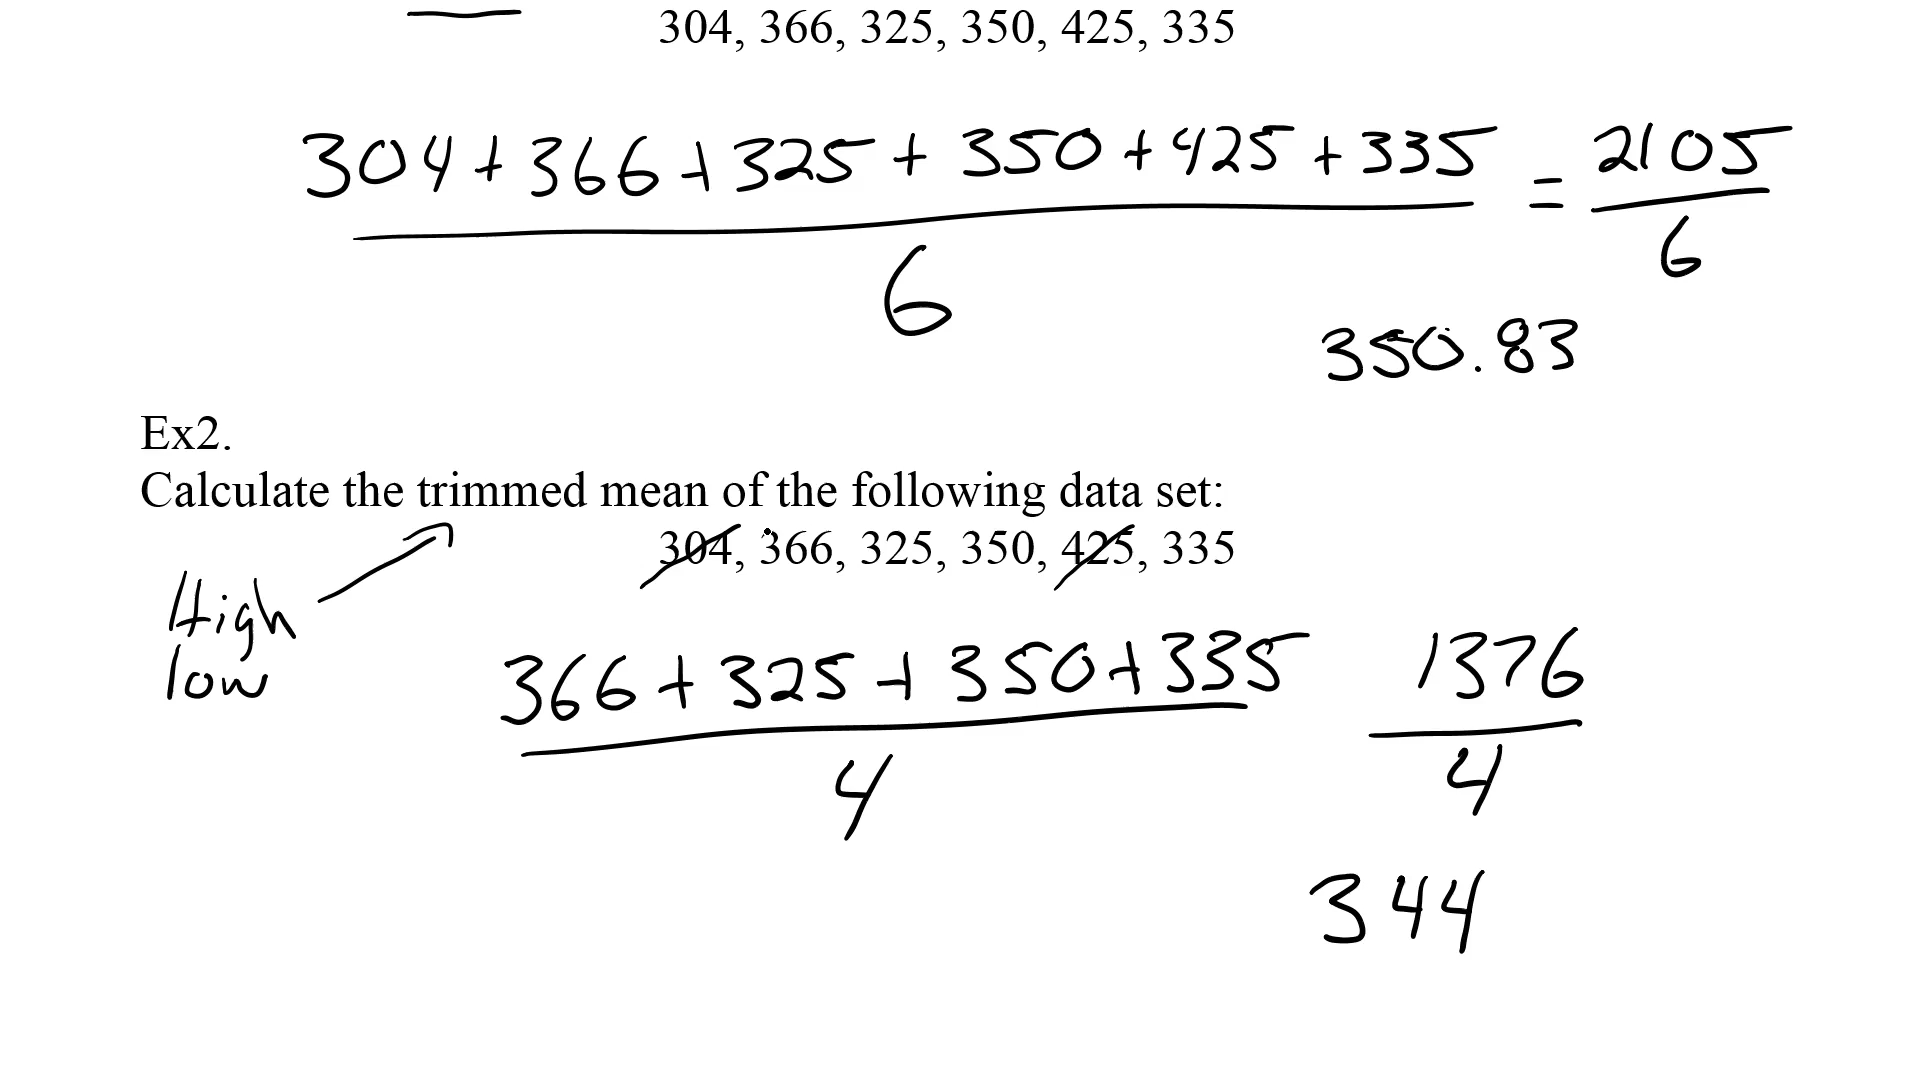 304, 366, 325, 350, 425, 335
304 + 366 + 325 + 350 + 425 + 335 = 2105
6 6
350.83
Ex2.
Calculate the trimmed mean of the following data set:
304, 366, 325, 350, 425, 335
High
low
366 + 325 + 350 + 335 1376
4 4
344